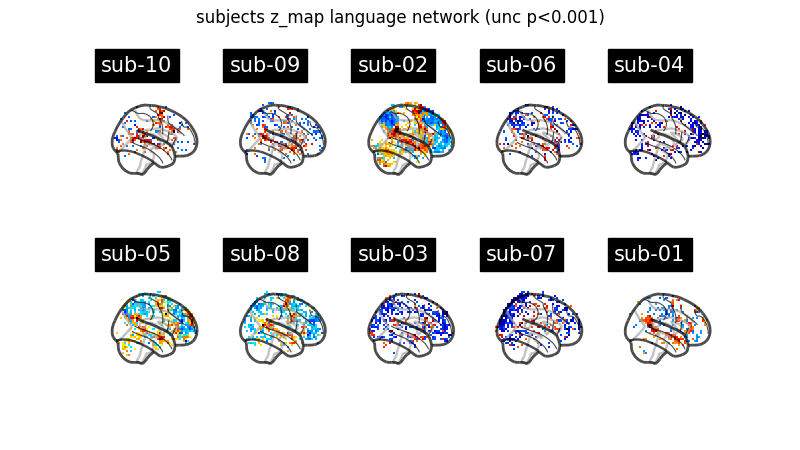 subjects z_map language network (unc p<0.001)
sub-10 sub-09 sub-02 sub-06 sub-04
sub-05 sub-08 sub-03 sub-07 sub-01